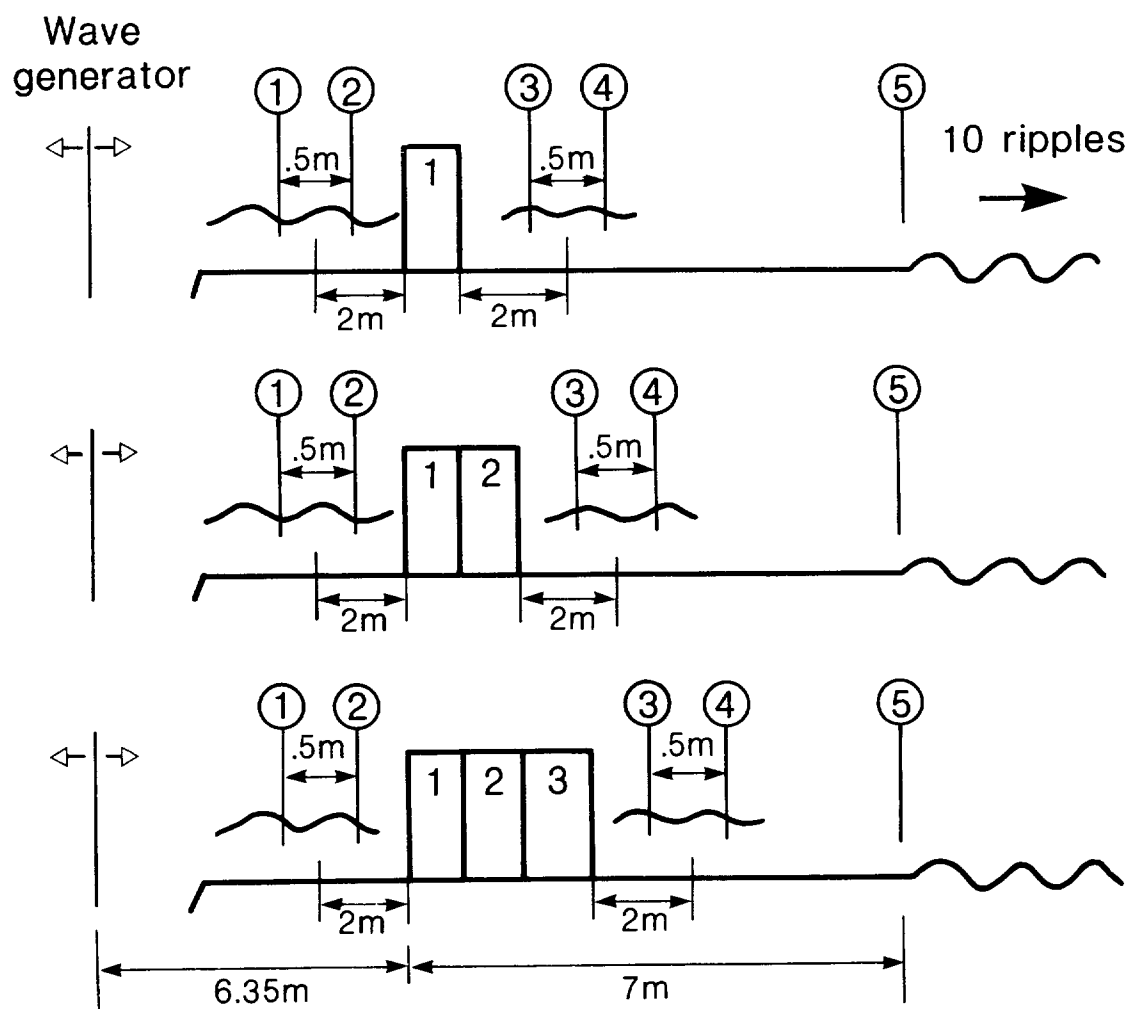 Wave
generator
1 2 3 4 5
.5m .5m
10 ripples
1
2m 2m
1 2 3 4 5
.5m .5m
1 2
2m 2m
1 2 3 4 5
.5m .5m
1 2 3
2m 2m
6.35m 7m